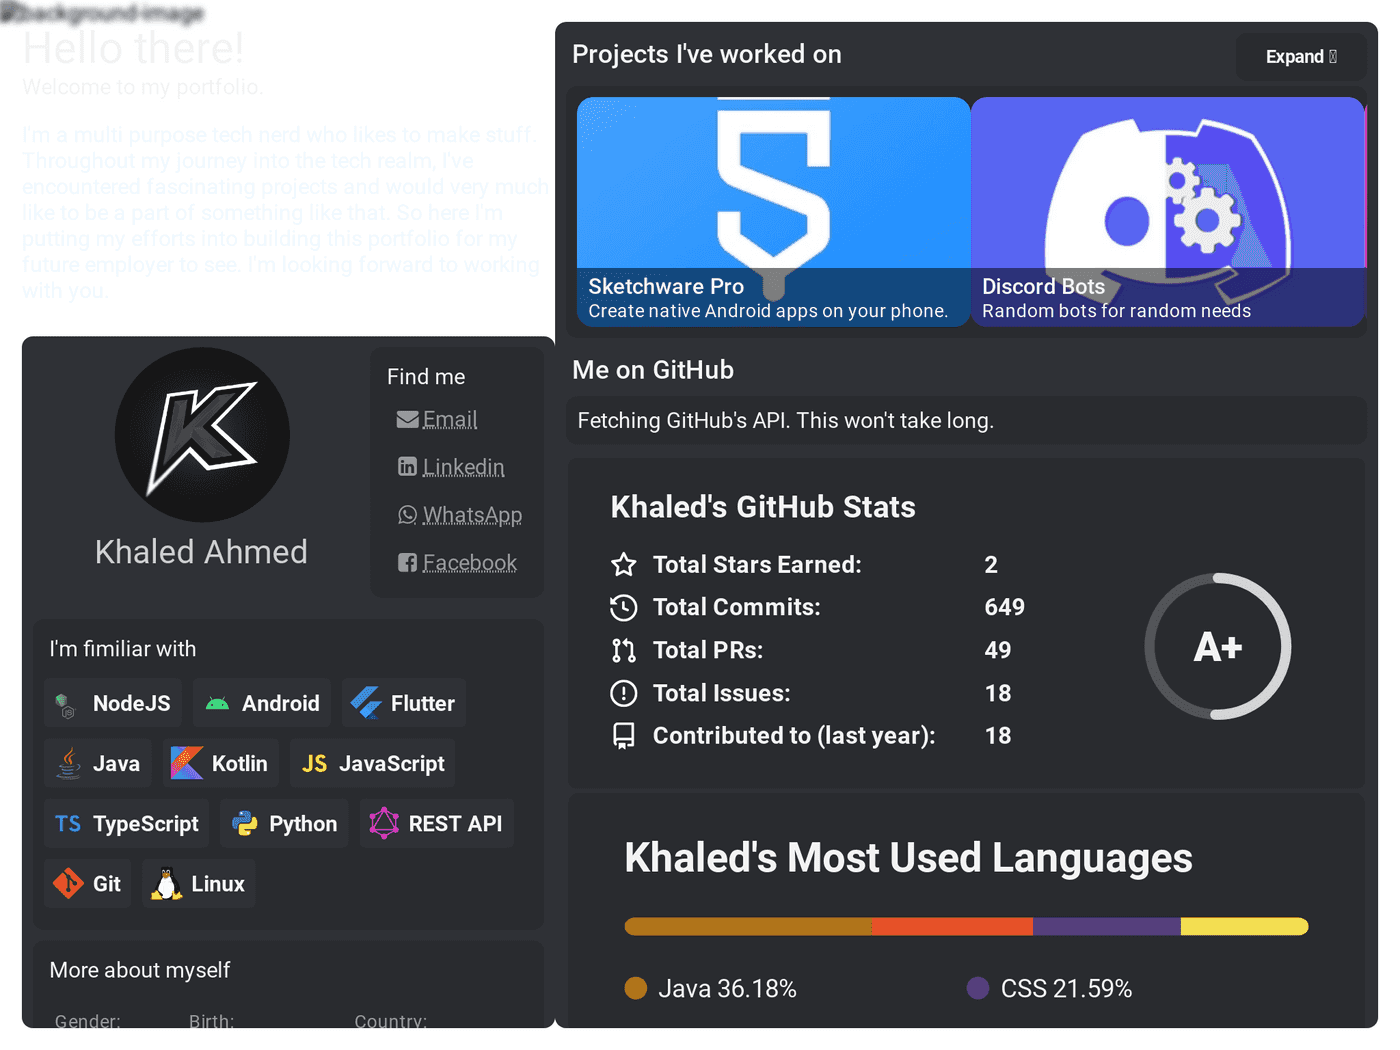 background-image
Hello there!
Welcome to my portfolio.
I'm a multi purpose tech nerd who likes to make stuff.
Throughout my journey into the tech realm, I've
encountered fascinating projects and would very much
like to be a part of something like that. So here I'm
putting my efforts into building this portfolio for my
future employer to see. I'm looking forward to working
with you.
Khaled Ahmed
Find me
Email
Linkedin
WhatsApp
Facebook
I'm fimiliar with
NodeJS
Android
Flutter
Java
Kotlin
JS JavaScript
TS TypeScript
Python
REST API
Git
Linux
More about myself
Gender:
Birth:
Country:
Projects I've worked on
Expand
Sketchware Pro
Create native Android apps on your phone.
Discord Bots
Random bots for random needs
Me on GitHub
Fetching GitHub's API. This won't take long.
Khaled's GitHub Stats
Total Stars Earned: 2
Total Commits: 649
Total PRs: 49
Total Issues: 18
Contributed to (last year): 18
A+
Khaled's Most Used Languages
Java 36.18%
CSS 21.59%